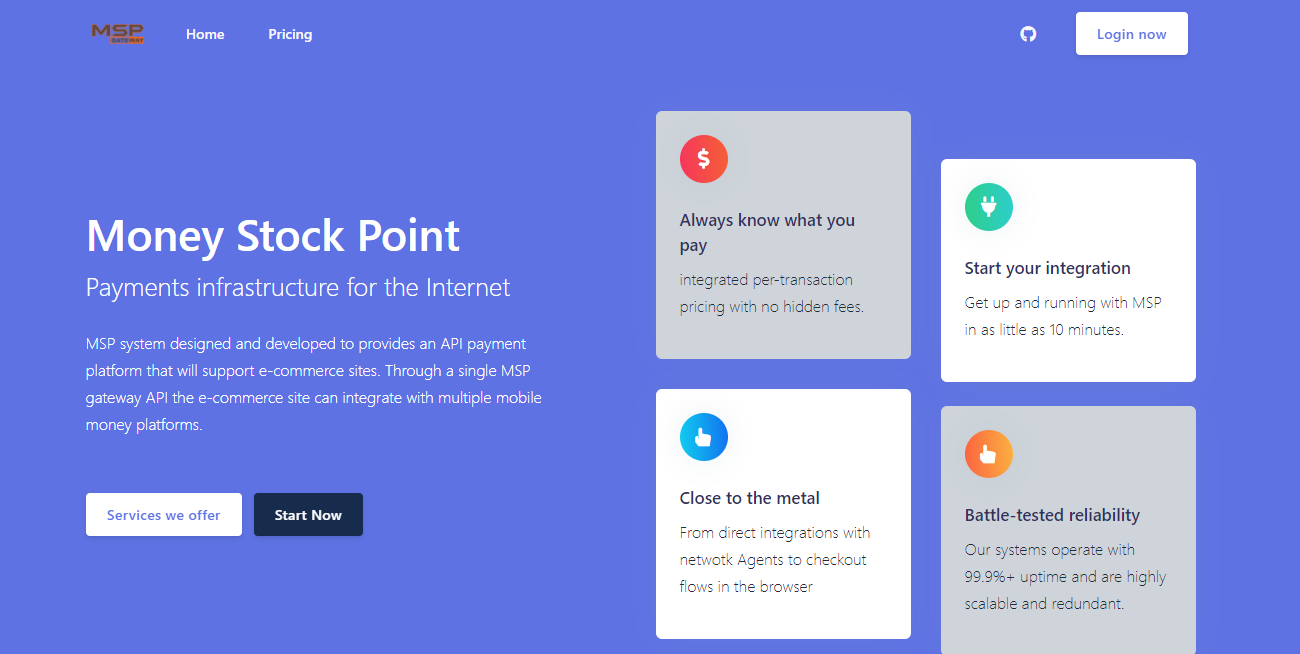 MSP
GATEWAY
Home
Pricing
Login now
Money Stock Point
Payments infrastructure for the Internet
MSP system designed and developed to provides an API payment
platform that will support e-commerce sites. Through a single MSP
gateway API the e-commerce site can integrate with multiple mobile
money platforms.
Services we offer
Start Now
$
Always know what you
pay
integrated per-transaction
pricing with no hidden fees.
Start your integration
Get up and running with MSP
in as little as 10 minutes.
Close to the metal
From direct integrations with
netwotk Agents to checkout
flows in the browser
Battle-tested reliability
Our systems operate with
99.9%+ uptime and are highly
scalable and redundant.